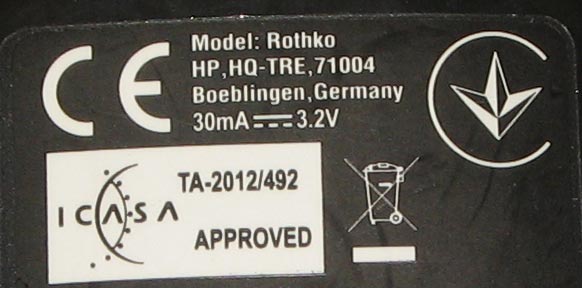 CE
Model: Rothko
HP,HQ-TRE,71004
Boeblingen,Germany
30mA⎓3.2V
ICASA
TA-2012/492
APPROVED